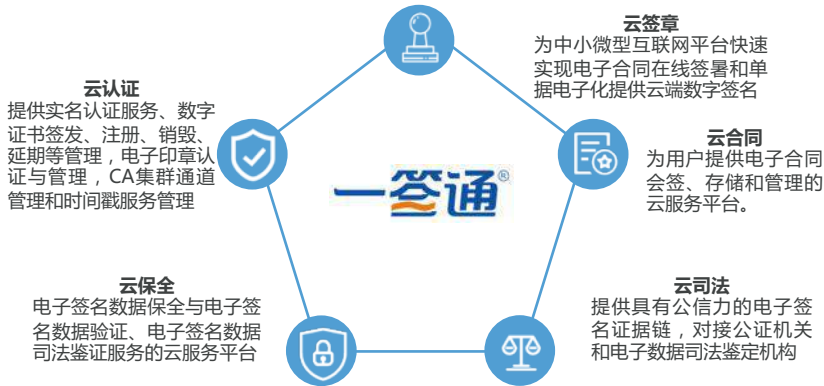 云签章
为中小微型互联网平台快速
实现电子合同在线签署和单
据电子化提供云端数字签名
云认证
提供实名认证服务、数字
证书签发、注册、销毁、
延期等管理，电子印章认
证与管理，CA集群通道
管理和时间戳服务管理
云合同
为用户提供电子合同
会签、存储和管理的
云服务平台。
一签通®
云保全
电子签名数据保全与电子签
名数据验证、电子签名数据
司法鉴证服务的云服务平台
云司法
提供具有公信力的电子签
名证据链，对接公证机关
和电子数据司法鉴定机构